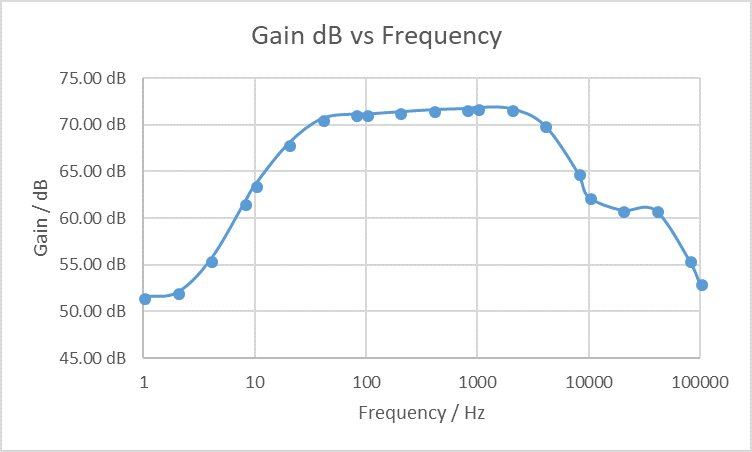 Gain dB vs Frequency
75.00 dB
70.00 dB
65.00 dB
60.00 dB
55.00 dB
50.00 dB
45.00 dB
Gain / dB
1 10 100 1000 10000 100000
Frequency / Hz